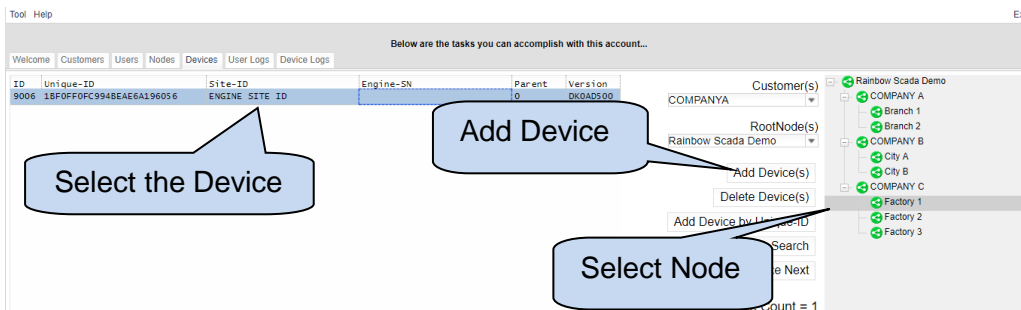 Tool Help
Below are the tasks you can accomplish with this account...
Welcome Customers Users Nodes Devices User Logs Device Logs
ID Unique-ID Site-ID Engine-SN Parent Version
9006 1BF0FF0FC994BEAE6A196056 ENGINE SITE ID 0 DK0AD500
Customer(s)
COMPANYA
RootNode(s)
Rainbow Scada Demo
Add Device(s)
Delete Device(s)
Add Device by Unique-ID
Search
Next
Count = 1
Rainbow Scada Demo
COMPANY A
Branch 1
Branch 2
COMPANY B
City A
City B
COMPANY C
Factory 1
Factory 2
Factory 3
Select the Device
Add Device
Select Node